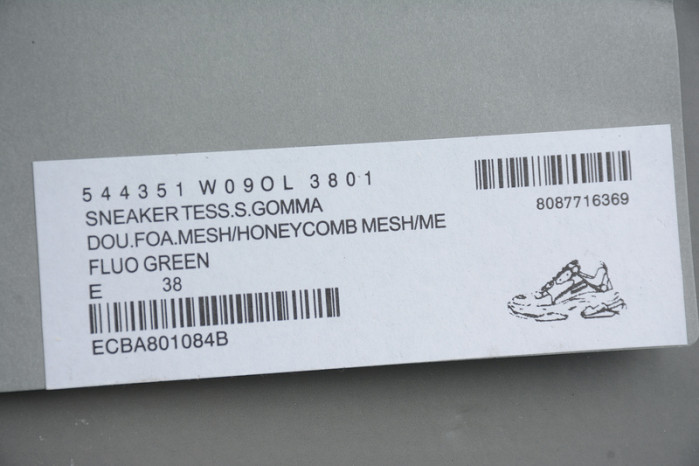 544351 W09OL 3801
SNEAKER TESS.S.GOMMA
DOU.FOA.MESH/HONEYCOMB MESH/ME
FLUO GREEN
E 38
ECBA801084B
8087716369